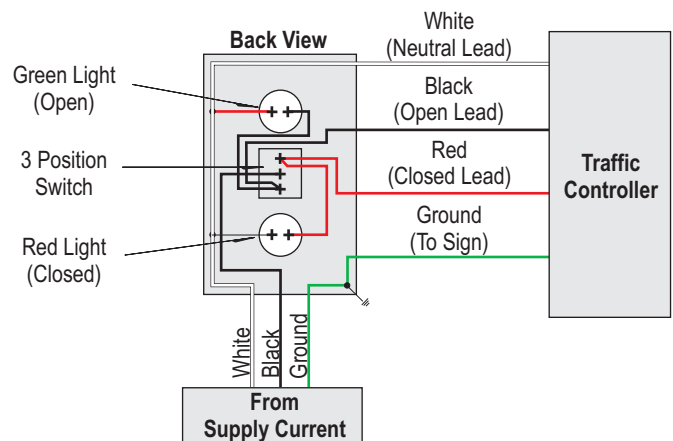 White
(Neutral Lead)
Back View
Green Light
(Open)
Black
(Open Lead)
3 Position
Switch
Red
(Closed Lead)
Traffic
Controller
Ground
(To Sign)
Red Light
(Closed)
White
Black
Ground
From
Supply Current